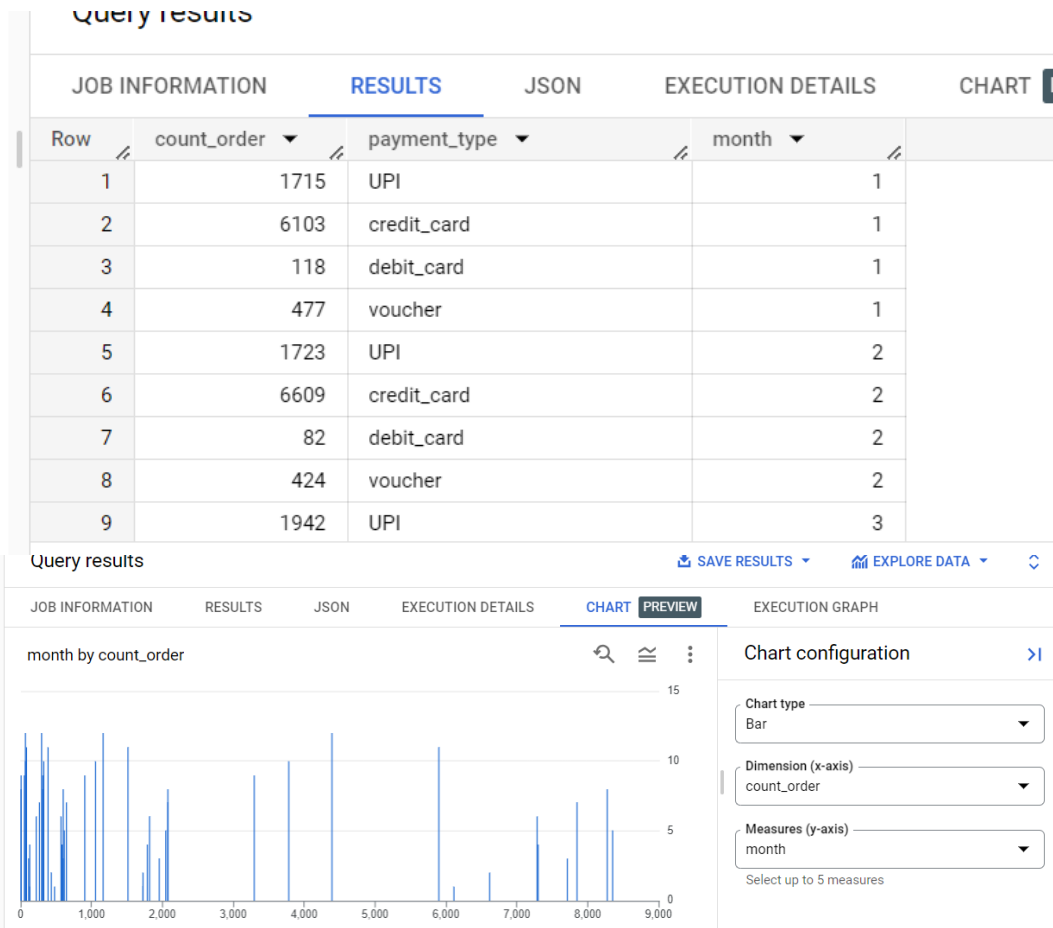 Query results
JOB INFORMATION RESULTS JSON EXECUTION DETAILS CHART
Row count_order payment_type month
1 1715 UPI 1
2 6103 credit_card 1
3 118 debit_card 1
4 477 voucher 1
5 1723 UPI 2
6 6609 credit_card 2
7 82 debit_card 2
8 424 voucher 2
9 1942 UPI 3
Query results SAVE RESULTS EXPLORE DATA
JOB INFORMATION RESULTS JSON EXECUTION DETAILS CHART PREVIEW EXECUTION GRAPH
month by count_order
15
10
5
0
0 1,000 2,000 3,000 4,000 5,000 6,000 7,000 8,000 9,000
Chart configuration
Chart type
Bar
Dimension (x-axis)
count_order
Measures (y-axis)
month
Select up to 5 measures